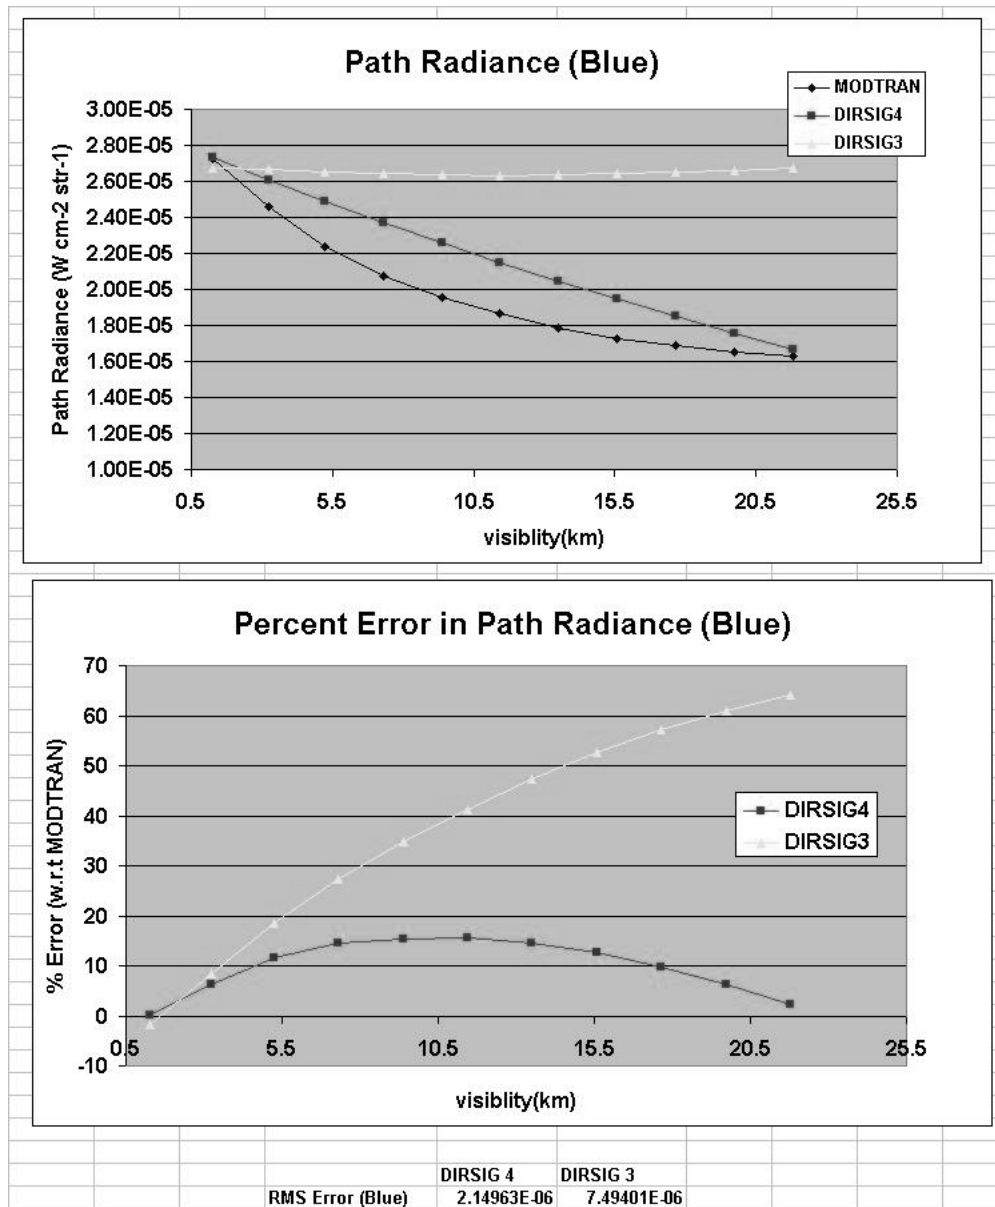 Path Radiance (Blue)
MODTRAN
DIRSIG4
DIRSIG3
Path Radiance (W cm-2 str-1)
3.00E-05
2.80E-05
2.60E-05
2.40E-05
2.20E-05
2.00E-05
1.80E-05
1.60E-05
1.40E-05
1.20E-05
1.00E-05
0.5 5.5 10.5 15.5 20.5 25.5
visiblity(km)
Percent Error in Path Radiance (Blue)
% Error (w.r.t MODTRAN)
70
60
50
40
30
20
10
0
-10
DIRSIG4
DIRSIG3
0.5 5.5 10.5 15.5 20.5 25.5
visiblity(km)
DIRSIG 4 DIRSIG 3
RMS Error (Blue) 2.14963E-06 7.49401E-06